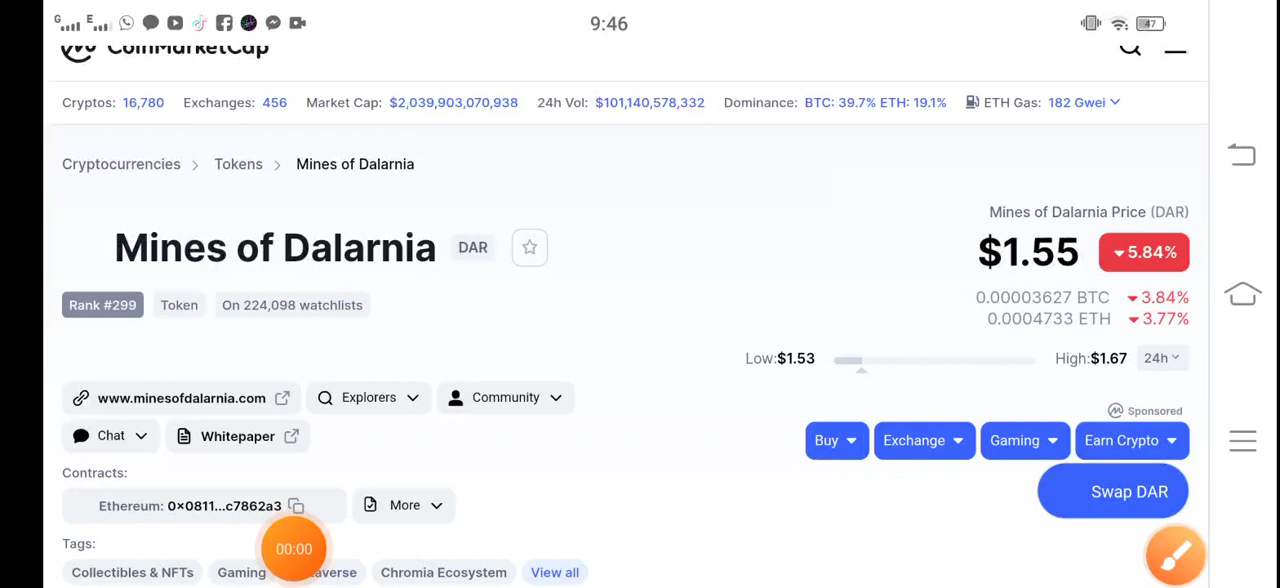 G E 9:46 47
CoinMarketCap
Cryptos: 16,780 Exchanges: 456 Market Cap: $2,039,903,070,938 24h Vol: $101,140,578,332 Dominance: BTC: 39.7% ETH: 19.1% ETH Gas: 182 Gwei
Cryptocurrencies > Tokens > Mines of Dalarnia
Mines of Dalarnia Price (DAR)
Mines of Dalarnia DAR $1.55 5.84%
0.00003627 BTC 3.84%
Rank #299 Token On 224,098 watchlists
0.0004733 ETH 3.77%
Low:$1.53 High:$1.67 24h
www.minesofdalarnia.com Explorers Community
Sponsored
Chat Whitepaper Buy Exchange Gaming Earn Crypto
Contracts:
Swap DAR
Ethereum: 0x0811...c7862a3 More
Tags:
00:00
Collectibles & NFTs Gaming averse Chromia Ecosystem View all